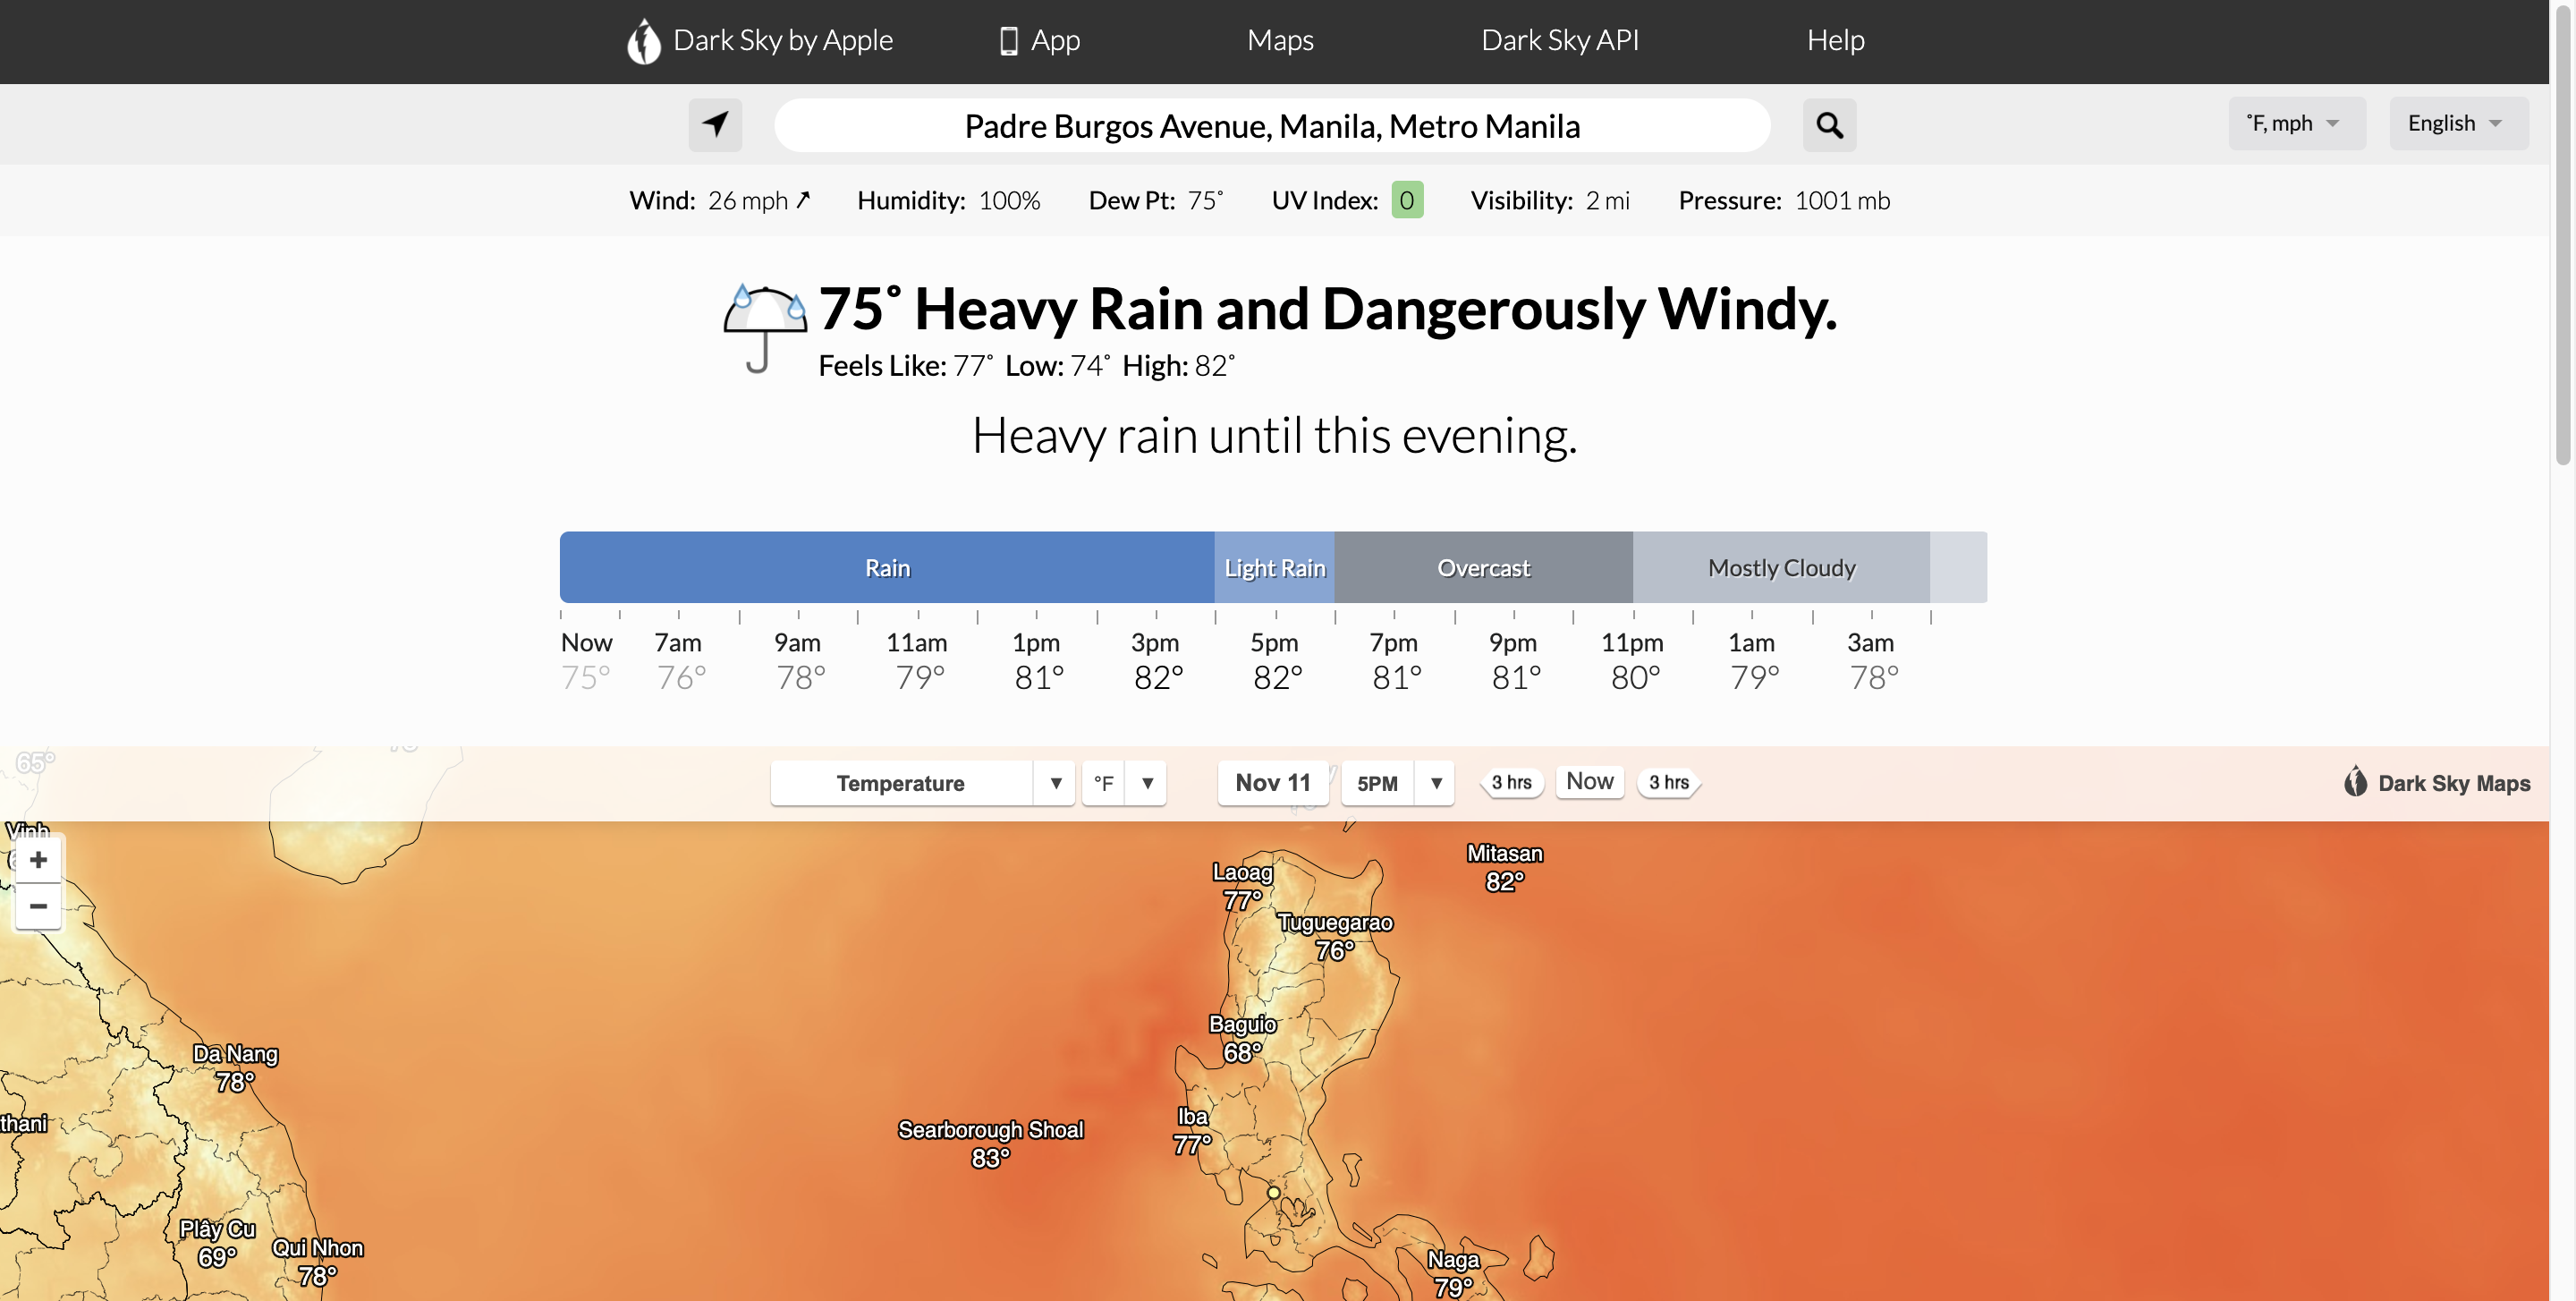 Dark Sky by Apple App Maps Dark Sky API Help
Padre Burgos Avenue, Manila, Metro Manila
˚F, mph
English
Wind: 26 mph Humidity: 100% Dew Pt: 75˚ UV Index: 0 Visibility: 2 mi Pressure: 1001 mb
75˚ Heavy Rain and Dangerously Windy.
Feels Like: 77˚ Low: 74˚ High: 82˚
Heavy rain until this evening.
Rain Light Rain Overcast Mostly Cloudy
Now 7am 9am 11am 1pm 3pm 5pm 7pm 9pm 11pm 1am 3am
75° 76° 78° 79° 81° 82° 82° 81° 81° 80° 79° 78°
65°
Temperature ▼ °F ▼ Nov 11 5PM ▼ 3 hrs Now 3 hrs
Dark Sky Maps
Vinh
+
−
Mitasan
82°
Laoag
77°
Tuguegarao
76°
Baguio
68°
Da Nang
78°
thani
Iba
77°
Searborough Shoal
83°
Plây Cu
69°
Qui Nhon
78°
Naga
79°